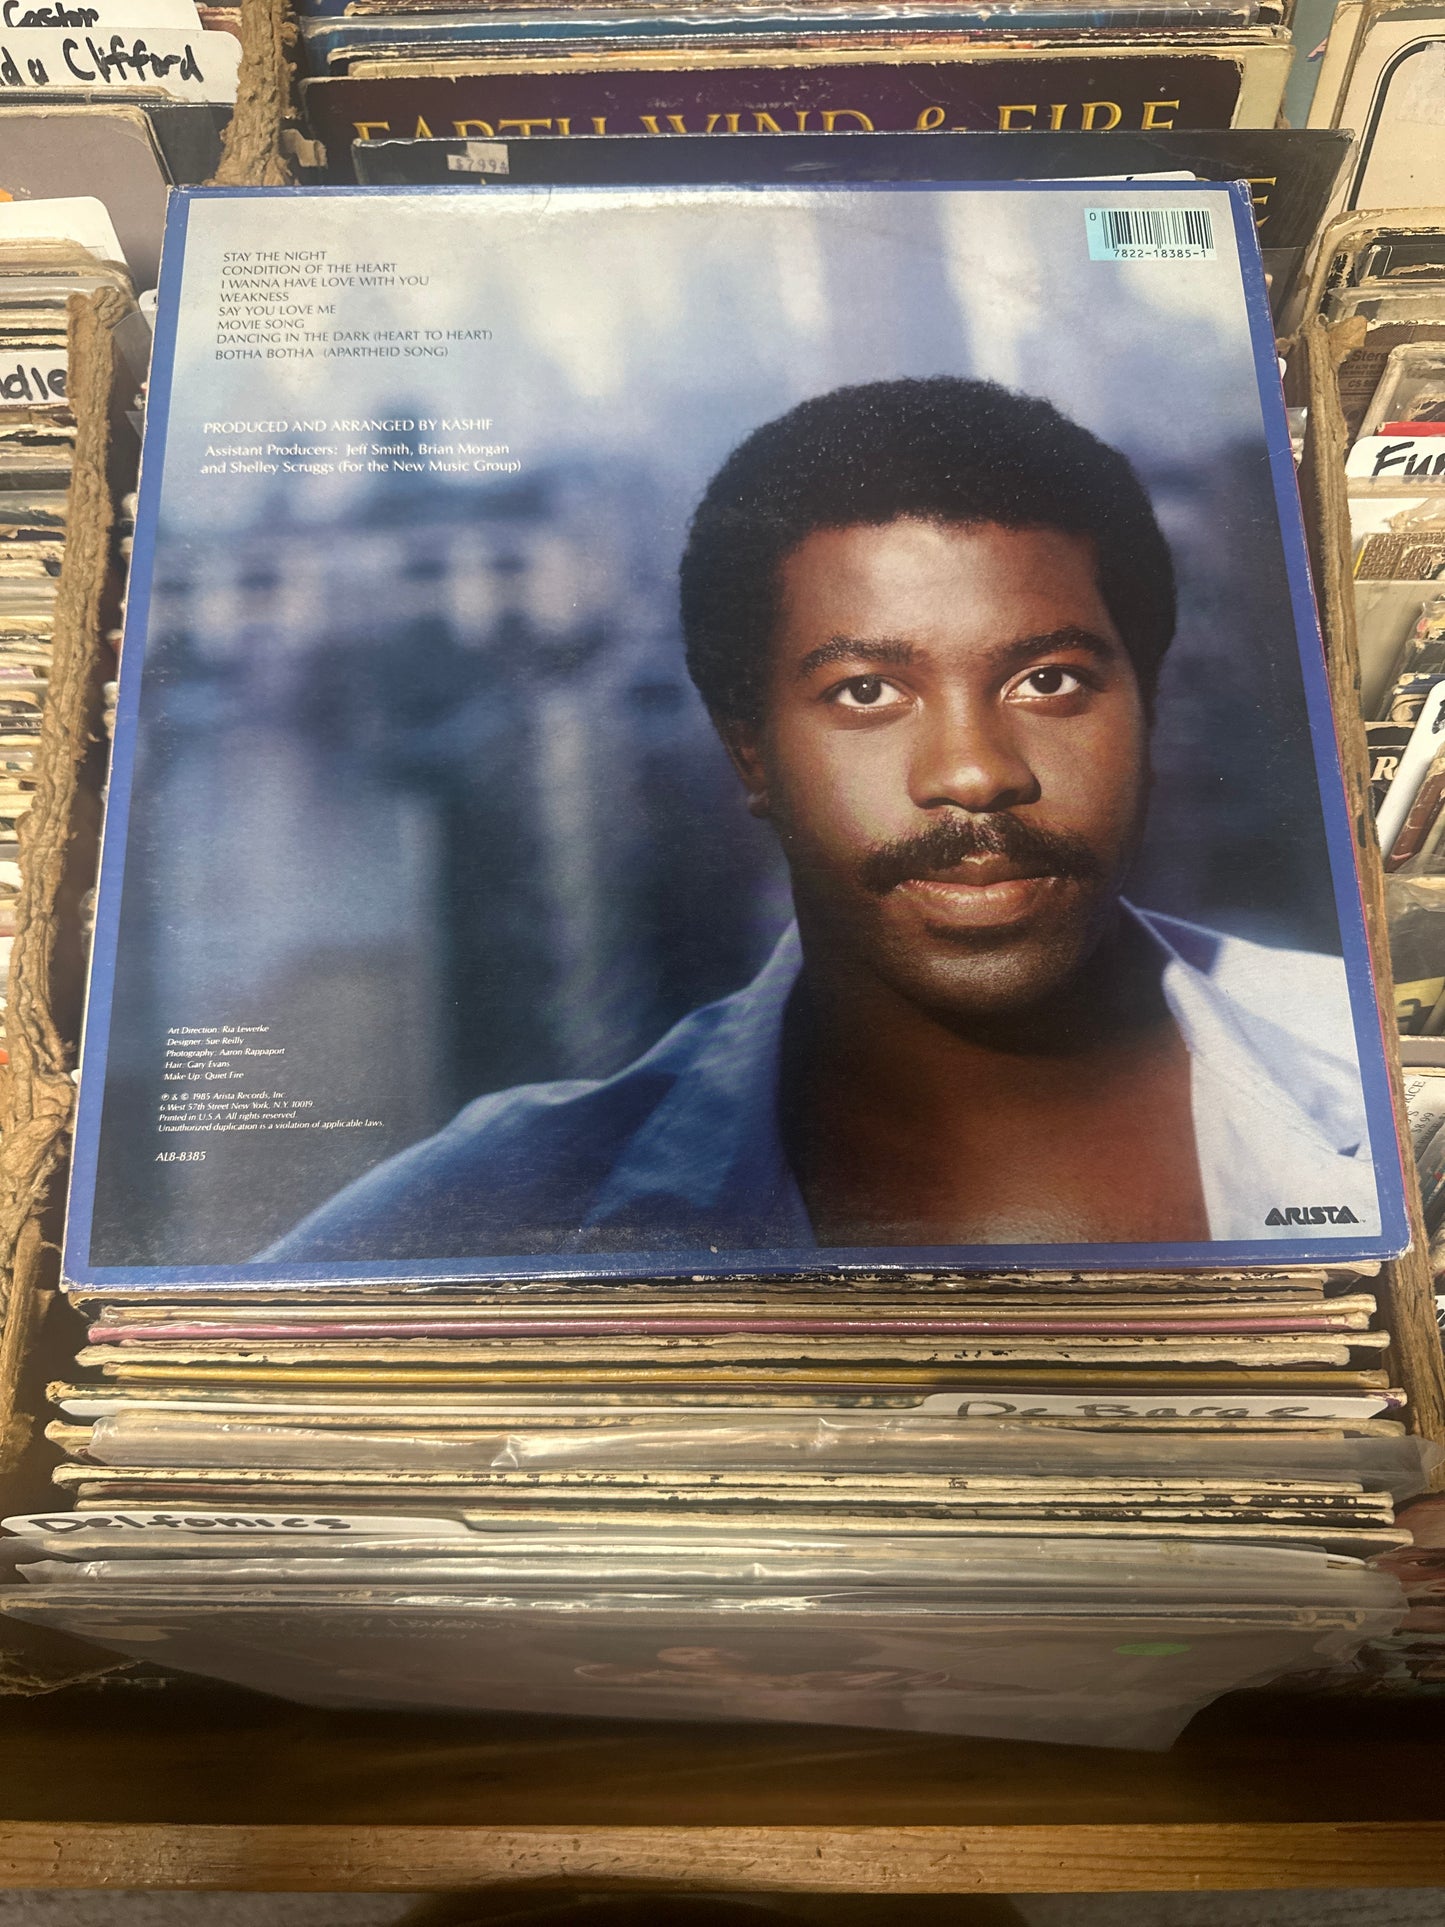 Castor
da Clifford
EARTH WIND & FIRE
$7.99
STAY THE NIGHT
CONDITION OF THE HEART
I WANNA HAVE LOVE WITH YOU
WEAKNESS
SAY YOU LOVE ME
MOVIE SONG
DANCING IN THE DARK (HEART TO HEART)
BOTHA BOTHA (APARTHEID SONG)
0 7822-18385-1
PRODUCED AND ARRANGED BY KASHIF
Assistant Producers: Jeff Smith, Brian Morgan
and Shelley Scruggs (For the New Music Group)
Stereo
Art Direction: Ria Lewerke
Designer: Sue Reilly
Photography: Aaron Rappaport
Hair: Gary Evans
Make Up: Quiet Fire
℗ & © 1985 Arista Records, Inc.
6 West 57th Street New York, N.Y. 10019
Printed in U.S.A. All rights reserved.
Unauthorized duplication is a violation of applicable laws.
AL8-8385
ARISTA
De Barge
Delfonics